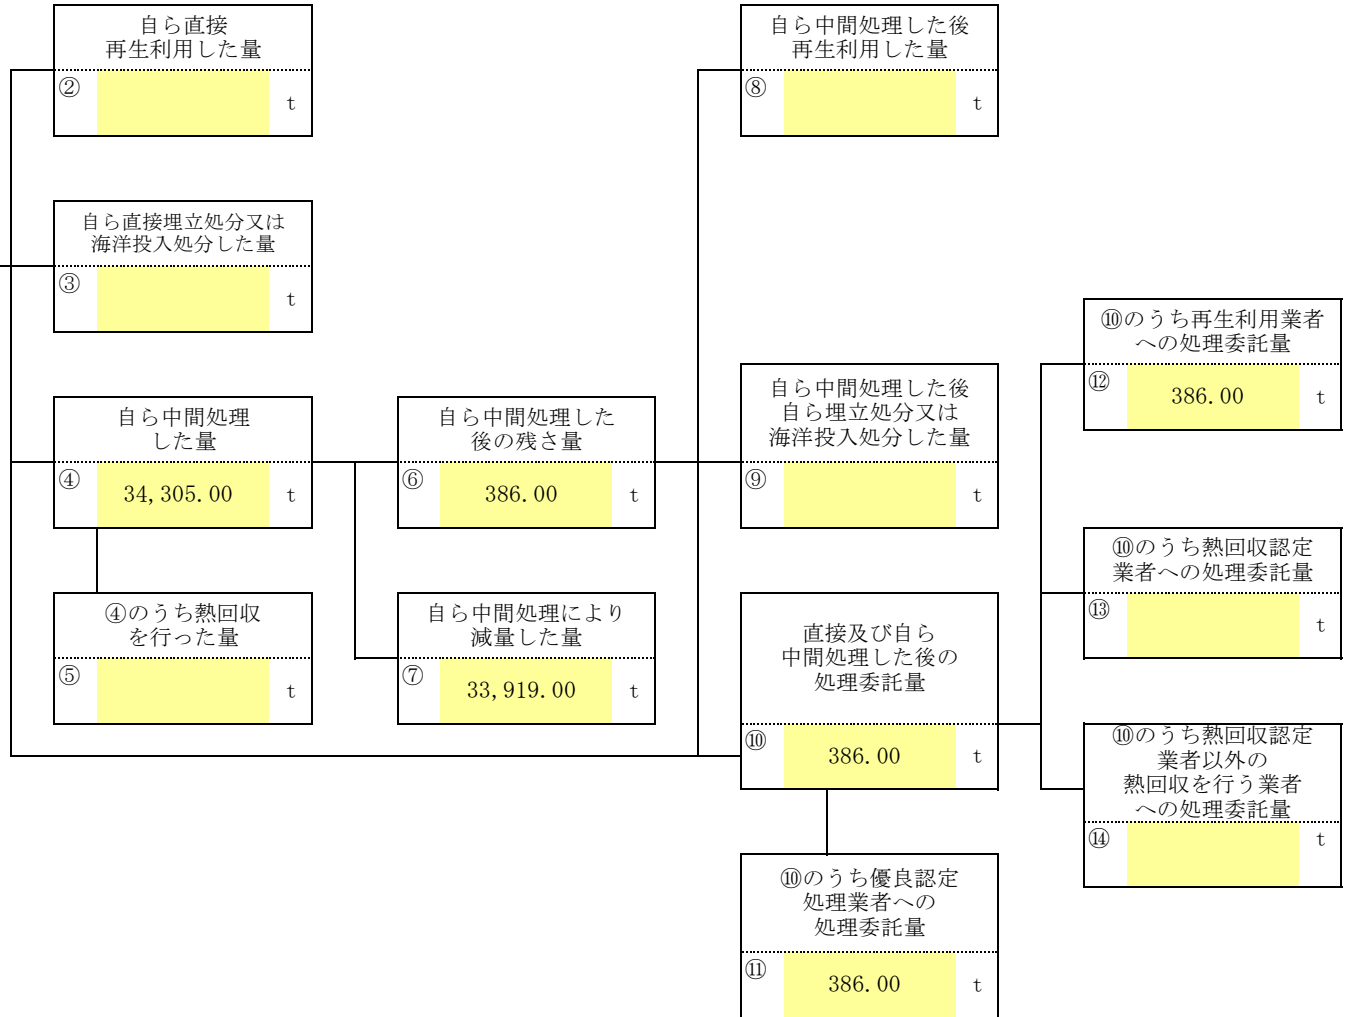 自ら直接
再生利用した量
②
t
自ら中間処理した後
再生利用した量
⑧
t
自ら直接埋立処分又は
海洋投入処分した量
③
t
⑩のうち再生利用業者
への処理委託量
⑫
386.00
t
自ら中間処理した後
自ら埋立処分又は
海洋投入処分した量
⑨
t
自ら中間処理
した量
④
34,305.00
t
自ら中間処理した
後の残さ量
⑥
386.00
t
⑩のうち熱回収認定
業者への処理委託量
⑬
t
④のうち熱回収
を行った量
⑤
t
自ら中間処理により
減量した量
⑦
33,919.00
t
直接及び自ら
中間処理した後の
処理委託量
⑩
386.00
t
⑩のうち熱回収認定
業者以外の
熱回収を行う業者
への処理委託量
⑭
t
⑩のうち優良認定
処理業者への
処理委託量
⑪
386.00
t